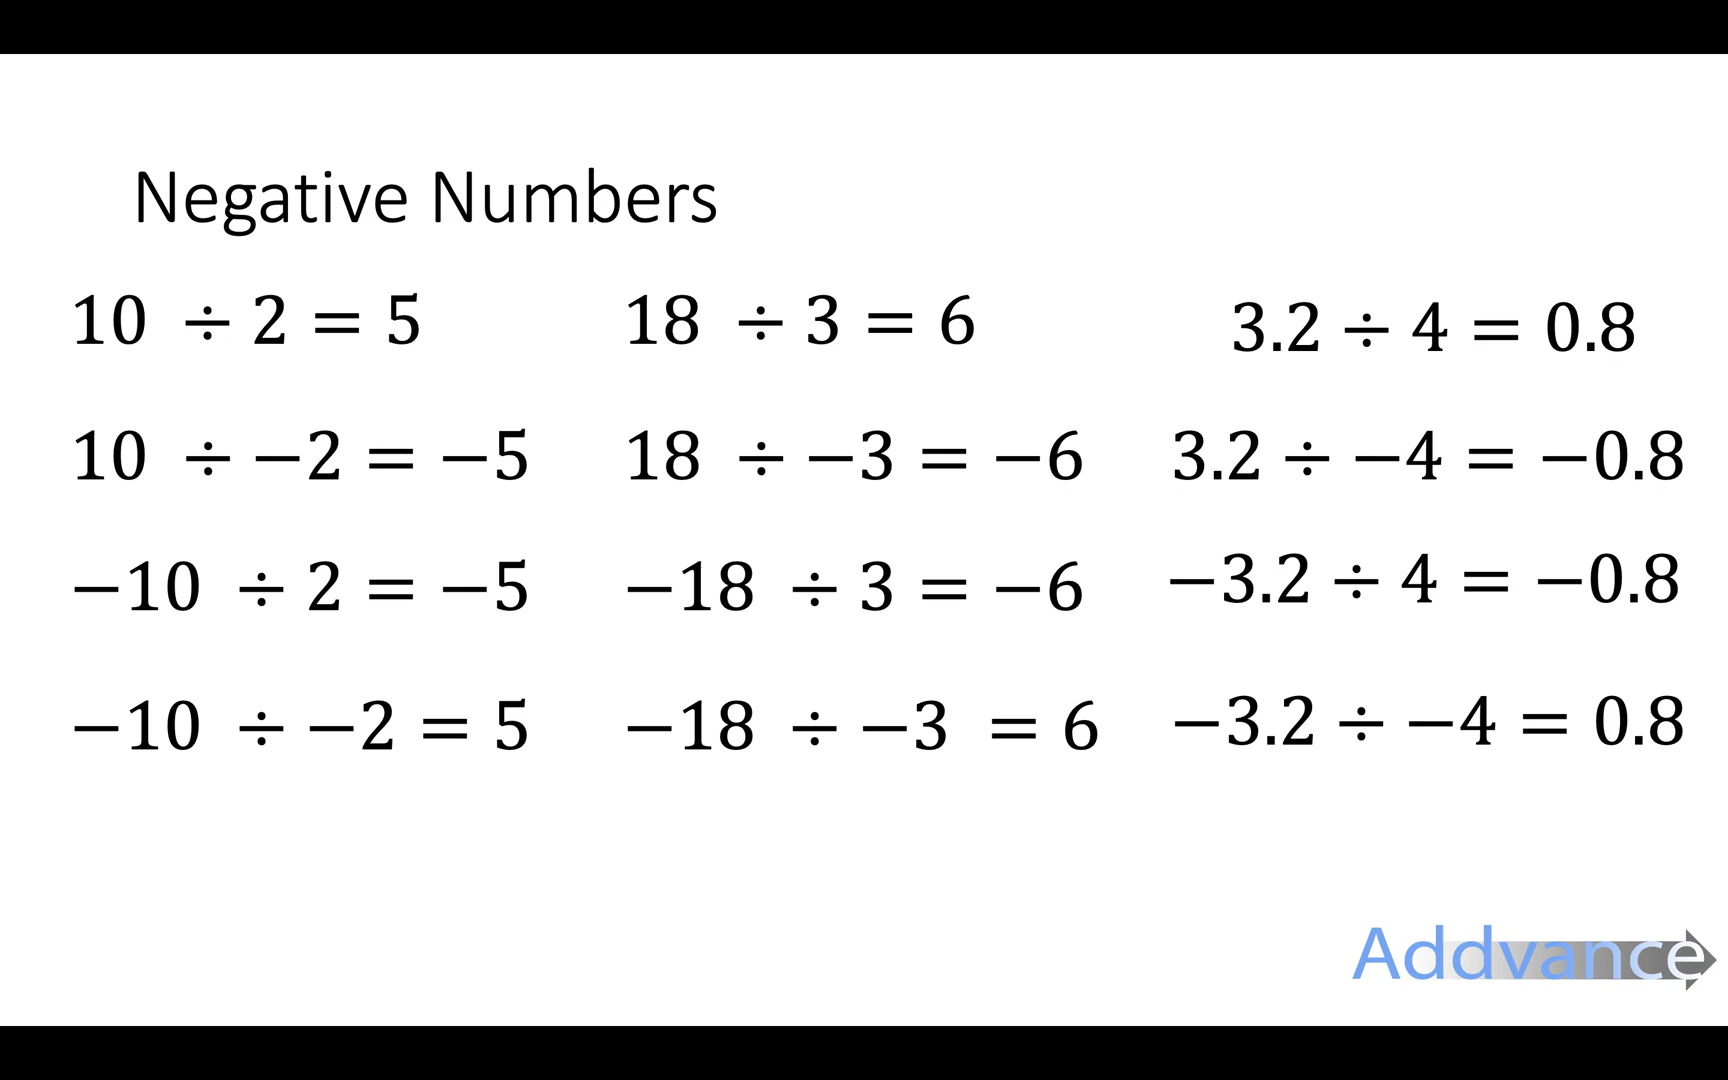 Negative Numbers
10 ÷ 2 = 5
10 ÷ −2 = −5
−10 ÷ 2 = −5
−10 ÷ −2 = 5
18 ÷ 3 = 6
18 ÷ −3 = −6
−18 ÷ 3 = −6
−18 ÷ −3 = 6
3.2 ÷ 4 = 0.8
3.2 ÷ −4 = −0.8
−3.2 ÷ 4 = −0.8
−3.2 ÷ −4 = 0.8
Addvance